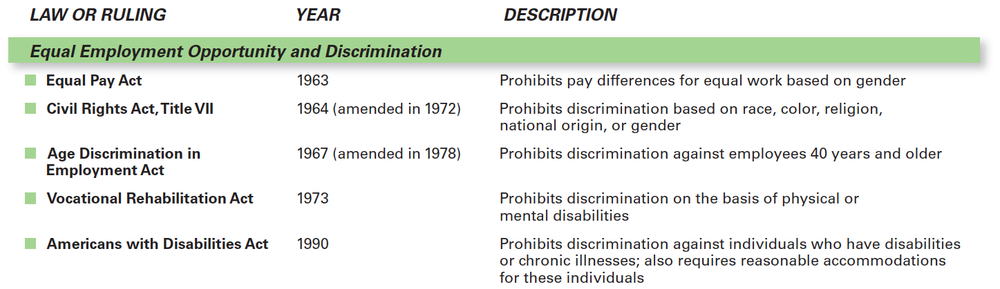 LAW OR RULING YEAR DESCRIPTION
Equal Employment Opportunity and Discrimination
Equal Pay Act 1963 Prohibits pay differences for equal work based on gender
Civil Rights Act, Title VII 1964 (amended in 1972) Prohibits discrimination based on race, color, religion,
national origin, or gender
Age Discrimination in 1967 (amended in 1978) Prohibits discrimination against employees 40 years and older
Employment Act
Vocational Rehabilitation Act 1973 Prohibits discrimination on the basis of physical or
mental disabilities
Americans with Disabilities Act 1990 Prohibits discrimination against individuals who have disabilities
or chronic illnesses; also requires reasonable accommodations
for these individuals